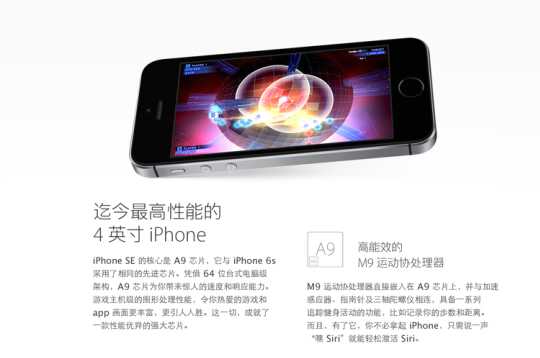 迄今最高性能的
4 英寸 iPhone
iPhone SE 的核心是 A9 芯片，它与 iPhone 6s
采用了相同的先进芯片。凭借 64 位台式电脑级
架构，A9 芯片为你带来惊人的速度和响应能力。
游戏主机级的图形处理性能，令你热爱的游戏和
app 画面更丰富，更引人入胜。这一切，成就了
一款性能优异的强大芯片。
A9
高能效的
M9 运动协处理器
M9 运动协处理器直接嵌入在 A9 芯片上，并与加速
感应器、指南针及三轴陀螺仪相连，具备一系列
追踪健身活动的功能，比如记录你的步数和距离。
而且，有了它，你不必拿起 iPhone，只需说一声
“嘿 Siri”就能轻松激活 Siri。